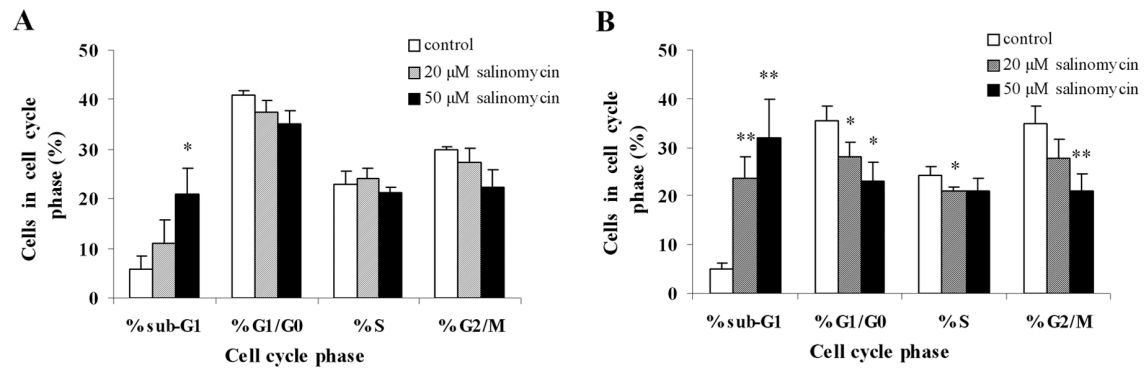 A
Cells in cell cycle
phase (%)
50
40
30
20
10
0
control
20 μM salinomycin
50 μM salinomycin
*
% sub-G1
% G1/G0
% S
% G2/M
Cell cycle phase
B
Cells in cell cycle
phase (%)
50
40
30
20
10
0
control
20 μM salinomycin
50 μM salinomycin
**
**
*
*
*
**
% sub-G1
% G1/G0
% S
% G2/M
Cell cycle phase